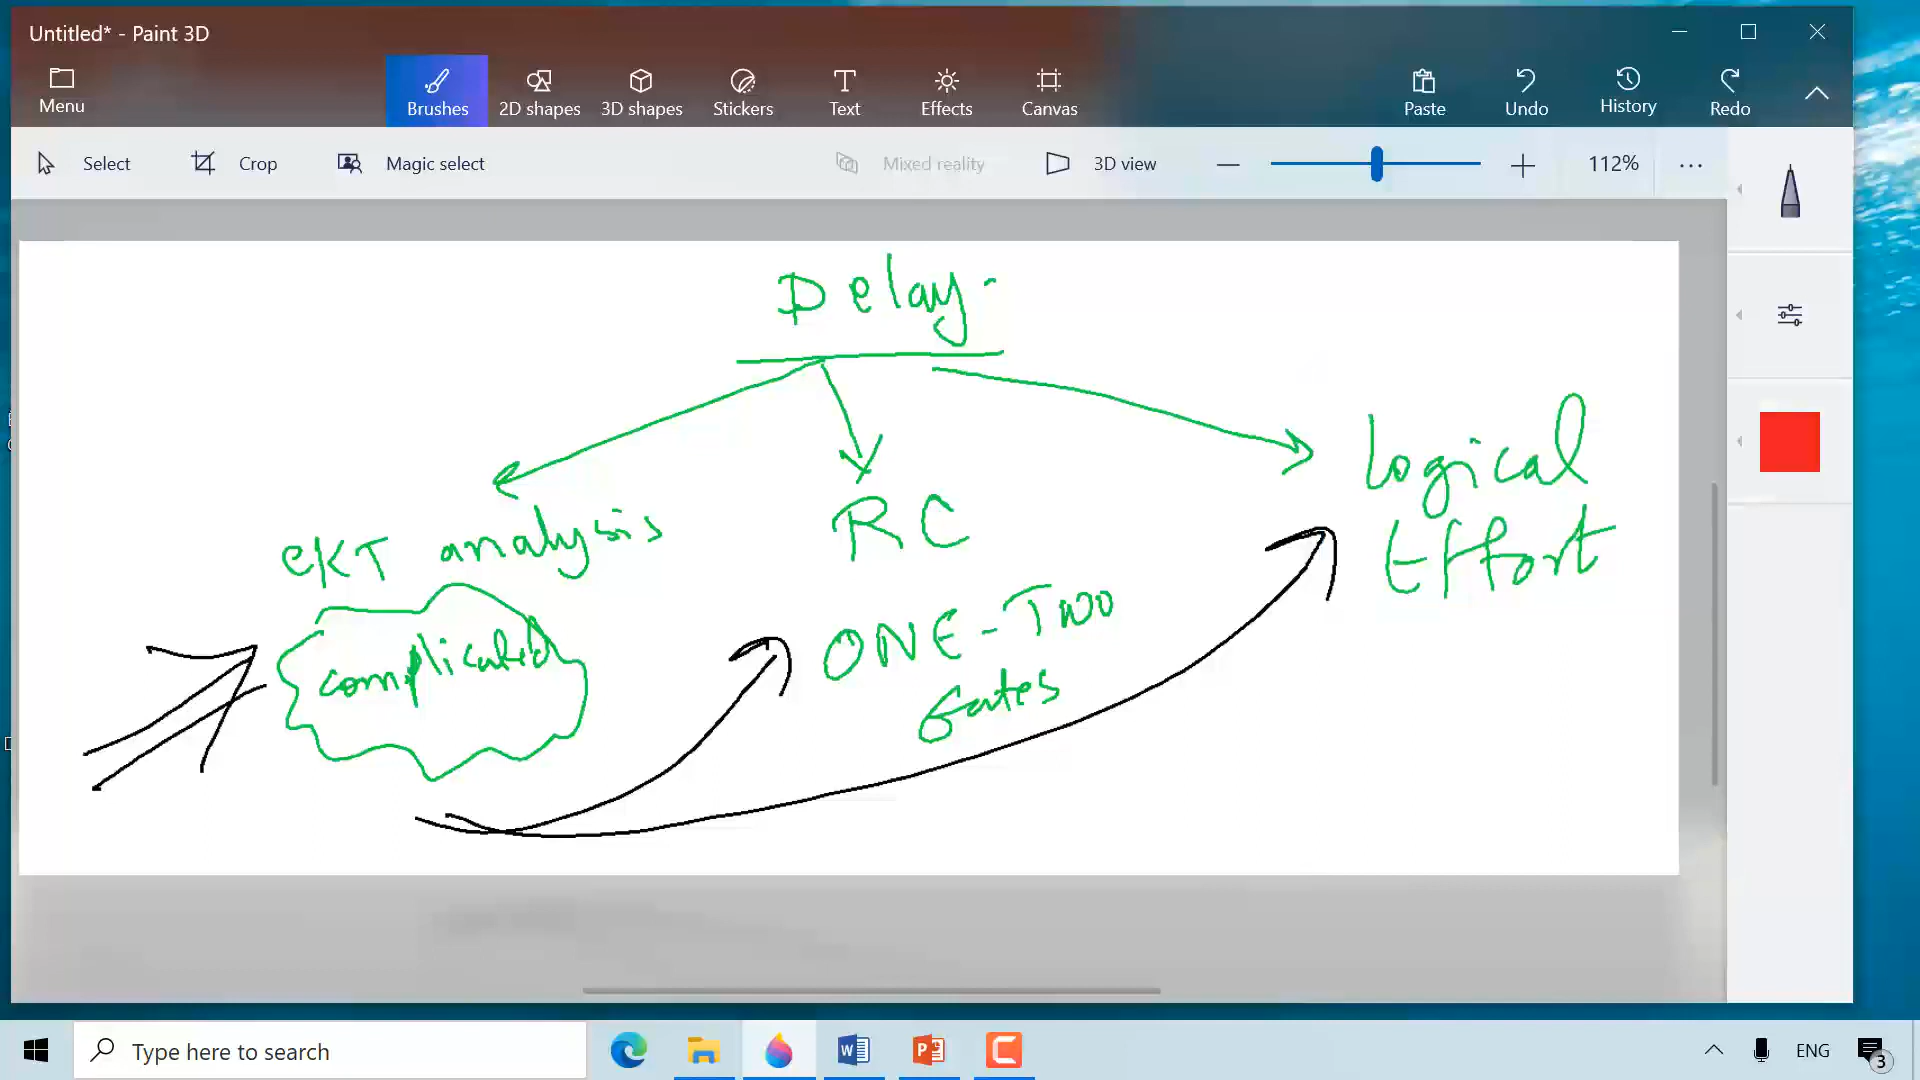 Untitled* - Paint 3D
Menu
Brushes
2D shapes
3D shapes
Stickers
Text
Effects
Canvas
Paste
Undo
History
Redo
Select
Crop
Magic select
Mixed reality
3D view
112%
Delay
Logical
Effort
CKT analysis
RC
complicated
ONE-TWO
Gates
Type here to search
ENG
3